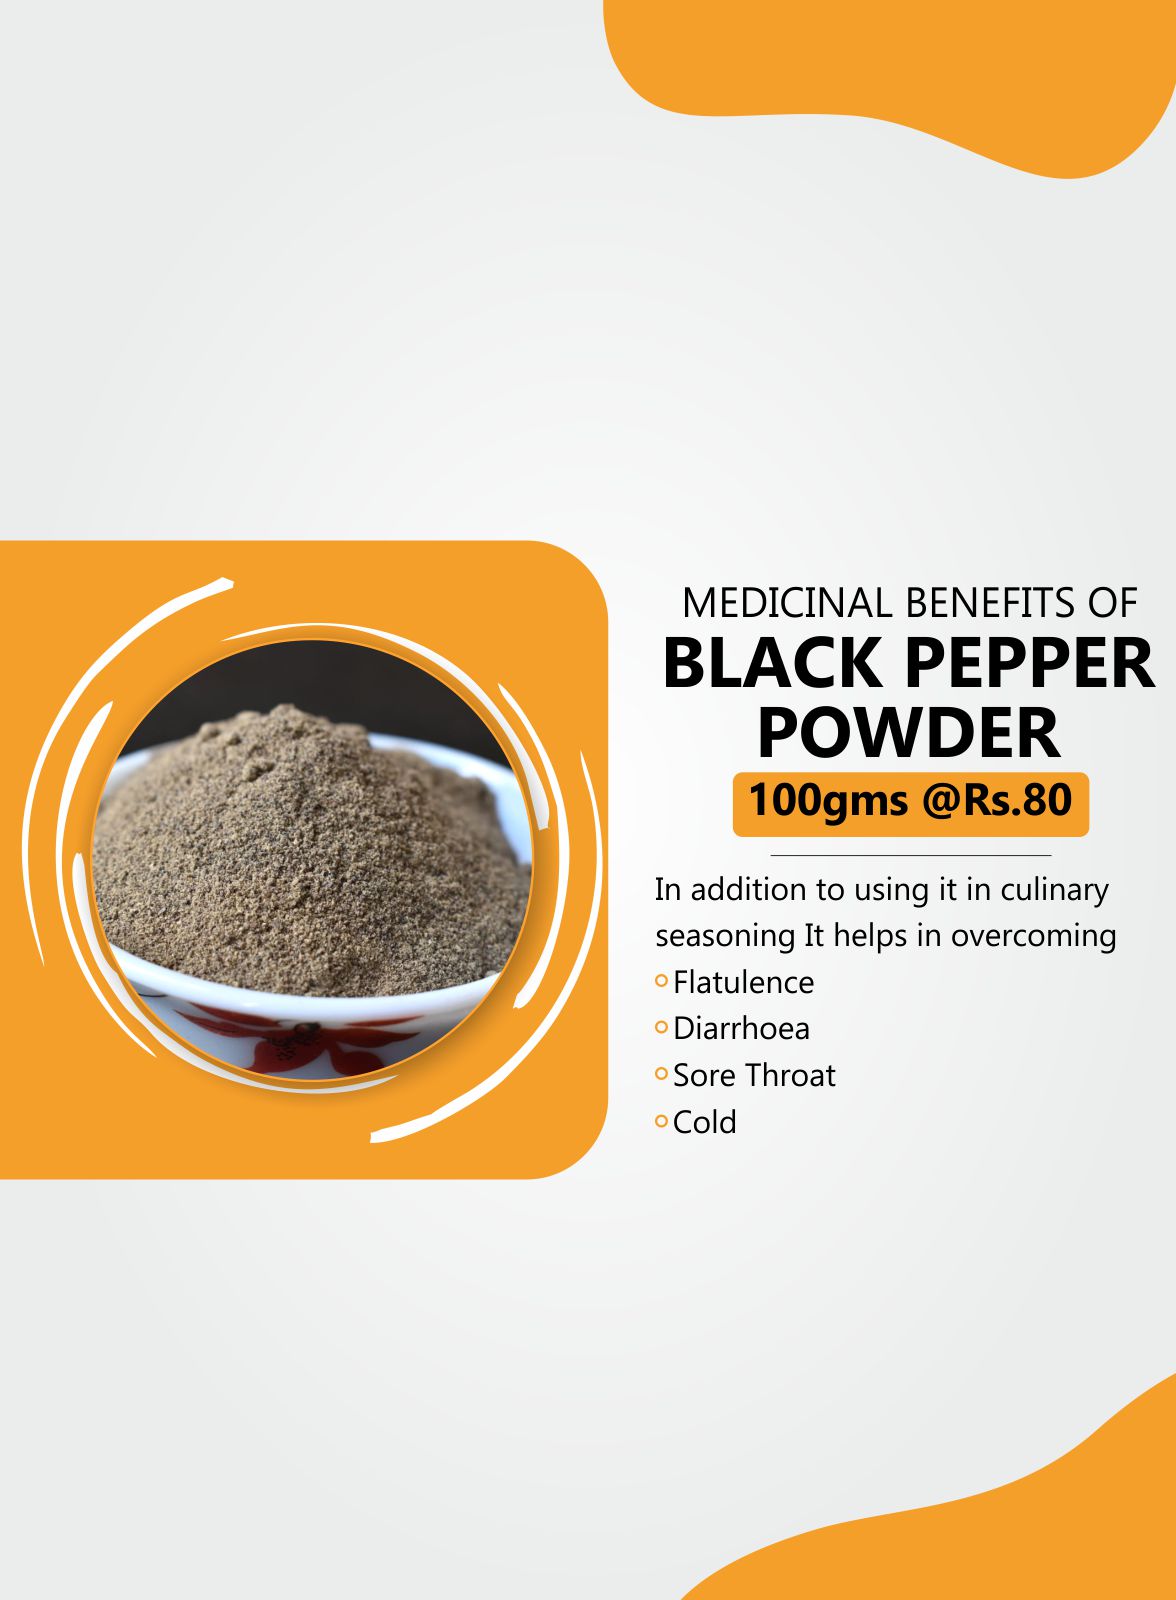 MEDICINAL BENEFITS OF
BLACK PEPPER
POWDER
100gms @Rs.80
In addition to using it in culinary
seasoning It helps in overcoming
Flatulence
Diarrhoea
Sore Throat
Cold